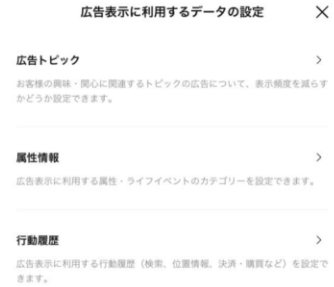 広告表示に利用するデータの設定
広告トピック
お客様の興味・関心に関連するトピックの広告について、表示頻度を減らす
かどうか設定できます。
属性情報
広告表示に利用する属性・ライフイベントのカテゴリーを設定できます。
行動履歴
広告表示に利用する行動履歴（検索、位置情報、決済・購買など）を設定で
きます。